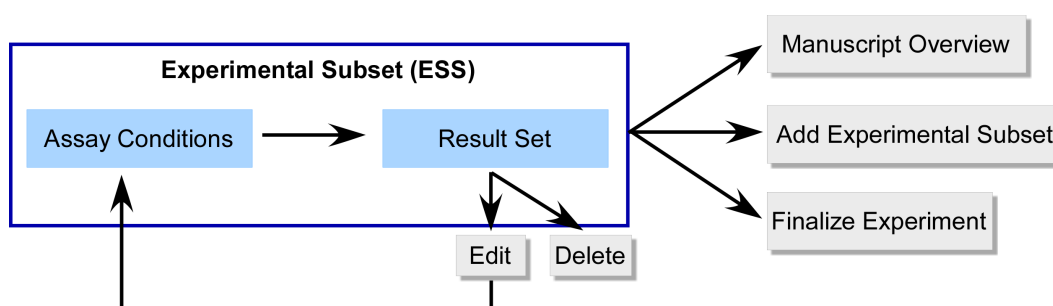 Experimental Subset (ESS)
Assay Conditions
Result Set
Edit
Delete
Manuscript Overview
Add Experimental Subset
Finalize Experiment